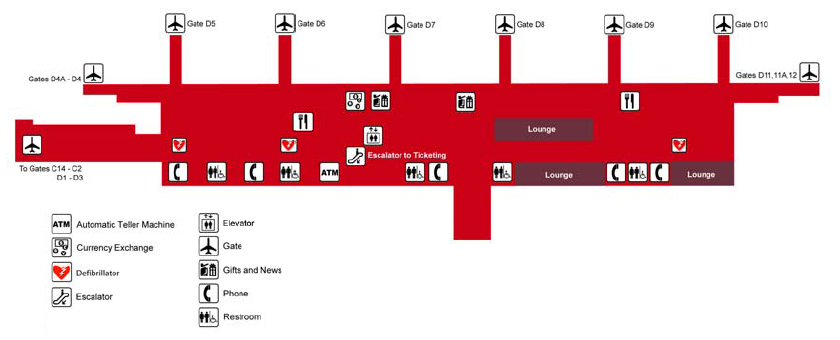 Gate D5
Gate D6
Gate D7
Gate D8
Gate D9
Gate D10
Gates D4A - D4
Gates D11,11A,12
Lounge
Escalator to Ticketing
To Gates C14 - C2
D1 - D3
ATM
Lounge
Lounge
ATM Automatic Teller Machine
Currency Exchange
Defibrillator
Escalator
Elevator
Gate
Gifts and News
Phone
Restroom